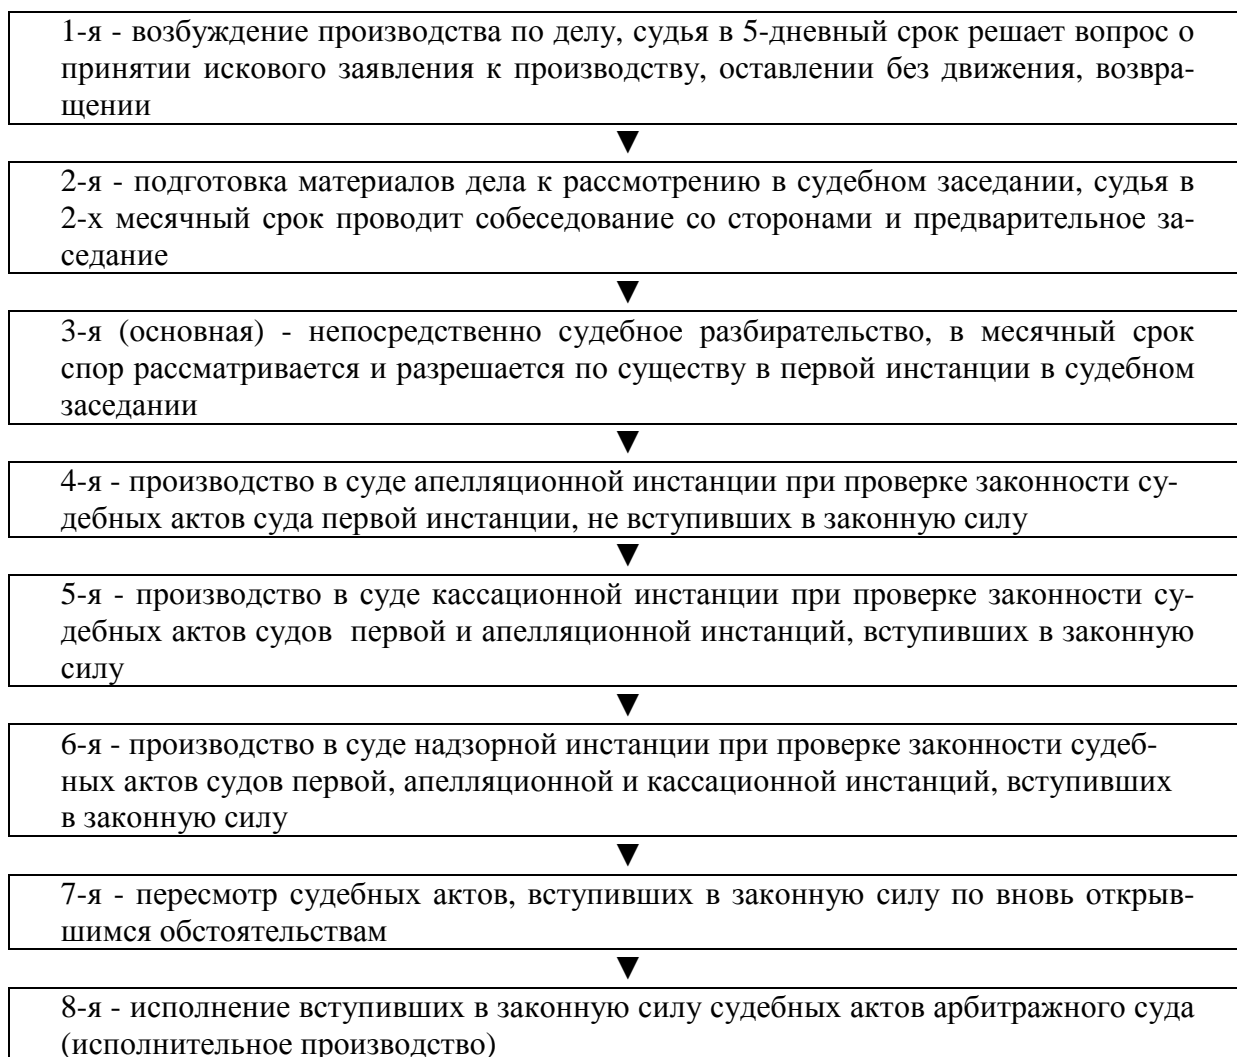 1-я - возбуждение производства по делу, судья в 5-дневный срок решает вопрос о
принятии искового заявления к производству, оставлении без движения, возвра-
щении
2-я - подготовка материалов дела к рассмотрению в судебном заседании, судья в
2-х месячный срок проводит собеседование со сторонами и предварительное за-
седание
3-я (основная) - непосредственно судебное разбирательство, в месячный срок
спор рассматривается и разрешается по существу в первой инстанции в судебном
заседании
4-я - производство в суде апелляционной инстанции при проверке законности су-
дебных актов суда первой инстанции, не вступивших в законную силу
5-я - производство в суде кассационной инстанции при проверке законности су-
дебных актов судов первой и апелляционной инстанций, вступивших в законную
силу
6-я - производство в суде надзорной инстанции при проверке законности судеб-
ных актов судов первой, апелляционной и кассационной инстанций, вступивших
в законную силу
7-я - пересмотр судебных актов, вступивших в законную силу по вновь открыв-
шимся обстоятельствам
8-я - исполнение вступивших в законную силу судебных актов арбитражного суда
(исполнительное производство)